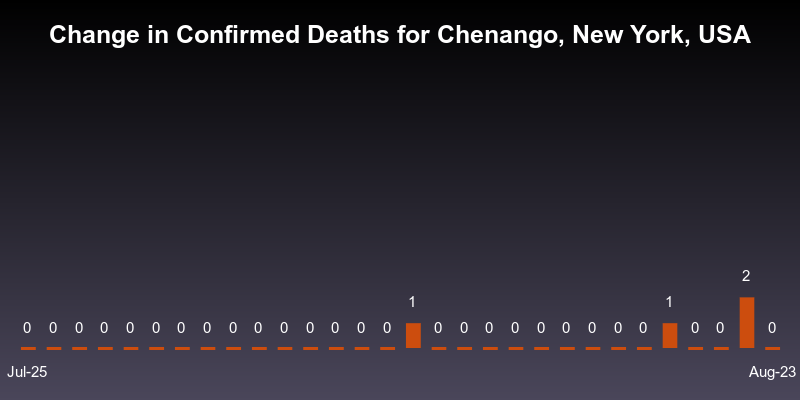 Change in Confirmed Deaths for Chenango, New York, USA
2
1 1
0 0 0 0 0 0 0 0 0 0 0 0 0 0 0 0 0 0 0 0 0 0 0 0 0 0 0
Jul-25 Aug-23